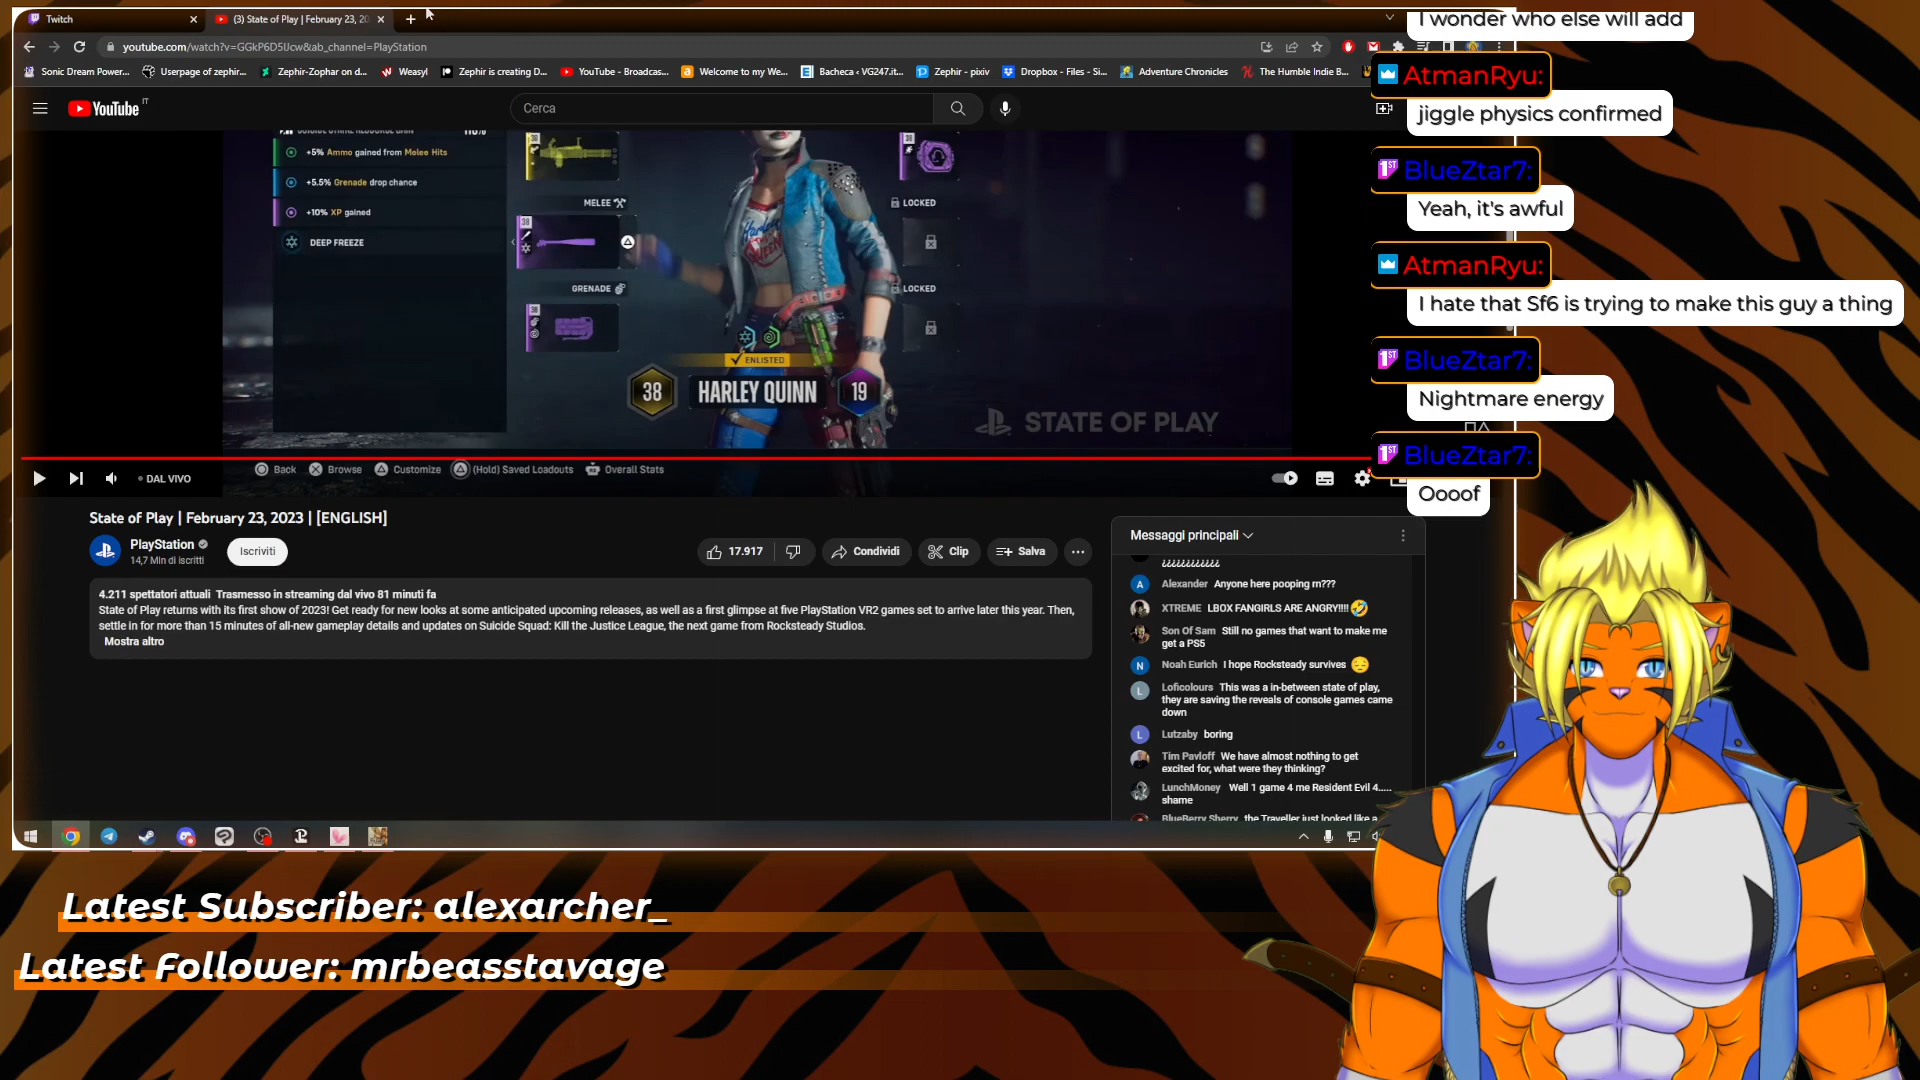 Twitch
(3) State of Play | February 23, 20
youtube.com/watch?v=GGkP6D5Ucw&ab_channel=PlayStation
Sonic Dream Power...
Userpage of zephir...
Zephir-Zophar on d...
Weasyl
Zephir is creating D...
YouTube - Broadcas...
Welcome to my We...
Bacheca ‹ VG247.it...
Zephir - pixiv
Dropbox - Files - Si...
Adventure Chronicles
The Humble Indie B...
YouTube IT
Cerca
+5% Ammo gained from Melee Hits
+5.5% Grenade drop chance
+10% XP gained
DEEP FREEZE
38
38
MELEE
38
GRENADE
38
LOCKED
LOCKED
ENLISTED
38 HARLEY QUINN 19
STATE OF PLAY
Back
Browse
Customize
(Hold) Saved Loadouts
Overall Stats
DAL VIVO
State of Play | February 23, 2023 | [ENGLISH]
PlayStation
14,7 Mln di iscritti
Iscriviti
17.917
Condividi
Clip
Salva
4.211 spettatori attuali Trasmesso in streaming dal vivo 81 minuti fa
State of Play returns with its first show of 2023! Get ready for new looks at some anticipated upcoming releases, as well as a first glimpse at five PlayStation VR2 games set to arrive later this year. Then,
settle in for more than 15 minutes of all-new gameplay details and updates on Suicide Squad: Kill the Justice League, the next game from Rocksteady Studios.
Mostra altro
Messaggi principali
¿¿¿¿¿¿¿¿¿¿¿¿
Alexander Anyone here pooping rn???
XTREME LBOX FANGIRLS ARE ANGRY!!!!🤣
Son Of Sam Still no games that want to make me
get a PS5
Noah Eurich I hope Rocksteady survives 😔
Loficolours This was a in-between state of play,
they are saving the reveals of console games came
down
Lutzaby boring
Tim Pavloff We have almost nothing to get
excited for, what were they thinking?
LunchMoney Well 1 game 4 me Resident Evil 4.....
shame
BlueBerry Sherry the Traveller just looked like a
I wonder who else will add
AtmanRyu:
jiggle physics confirmed
BlueZtar7:
Yeah, it's awful
AtmanRyu:
I hate that Sf6 is trying to make this guy a thing
BlueZtar7:
Nightmare energy
BlueZtar7:
Oooof
Latest Subscriber: alexarcher_
Latest Follower: mrbeasstavage